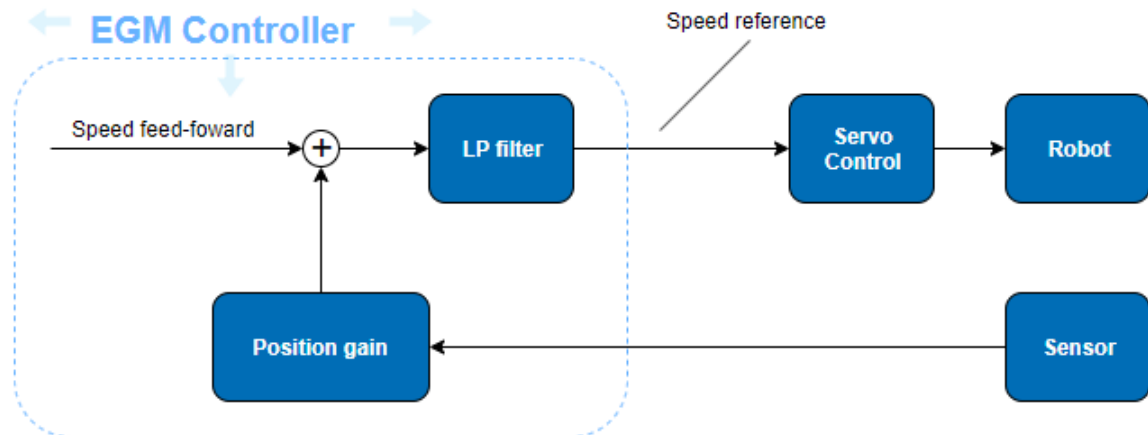 EGM Controller
Speed reference
Speed feed-foward
+
LP filter
Servo
Control
Robot
Position gain
Sensor